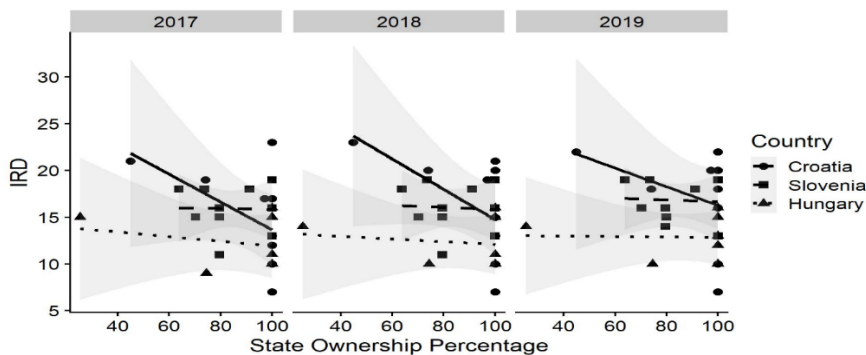 2017 2018 2019
IRD
30
25
20
15
10
5
40 60 80 100 40 60 80 100 40 60 80 100
State Ownership Percentage
Country
Croatia
Slovenia
Hungary